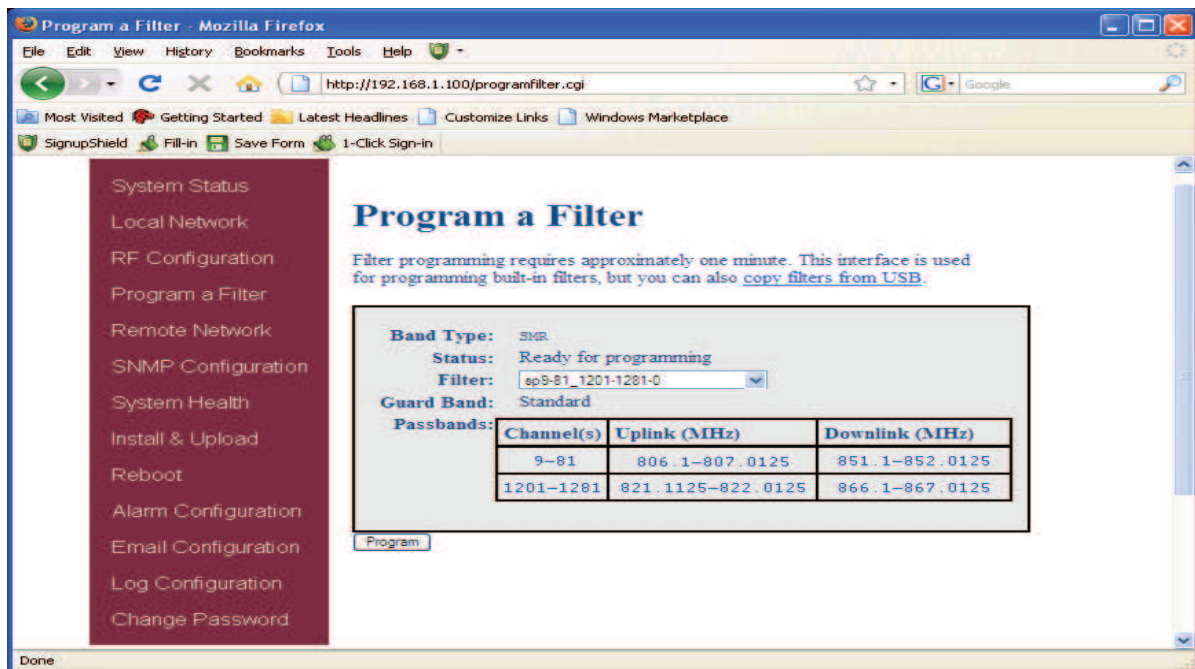 Program a Filter - Mozilla Firefox
File Edit View History Bookmarks Tools Help
http://192.168.1.100/programfilter.cgi
G Google
Most Visited Getting Started Latest Headlines Customize Links Windows Marketplace
SignupShield Fill-in Save Form 1-Click Sign-in
System Status
Local Network
RF Configuration
Program a Filter
Remote Network
SNMP Configuration
System Health
Install & Upload
Reboot
Alarm Configuration
Email Configuration
Log Configuration
Change Password
Program a Filter
Filter programming requires approximately one minute. This interface is used
for programming built-in filters, but you can also copy filters from USB.
Band Type: SMR
Status: Ready for programming
Filter: sp9-81_1201-1281-0
Guard Band: Standard
Passbands:
Channel(s) Uplink (MHz) Downlink (MHz)
9–81 806.1–807.0125 851.1–852.0125
1201–1281 821.1125–822.0125 866.1–867.0125
Program
Done